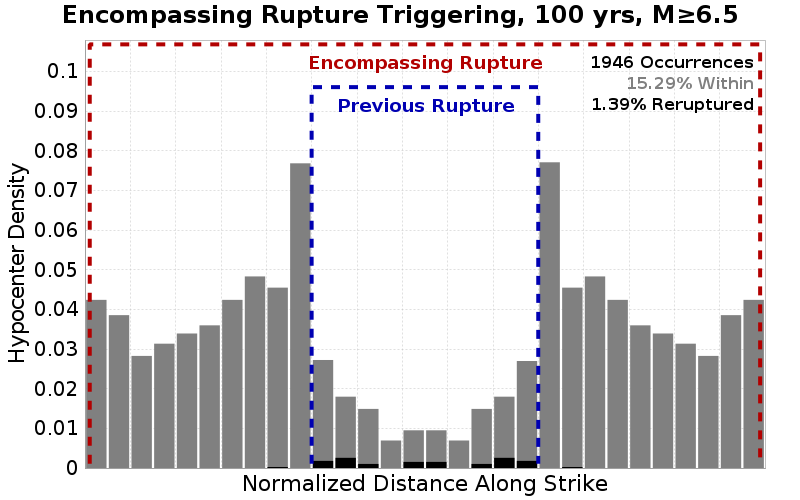 Encompassing Rupture Triggering, 100 yrs, M≥6.5
Encompassing Rupture
1946 Occurrences
15.29% Within
Previous Rupture
1.39% Reruptured
Hypocenter Density
0.1
0.09
0.08
0.07
0.06
0.05
0.04
0.03
0.02
0.01
0
Normalized Distance Along Strike